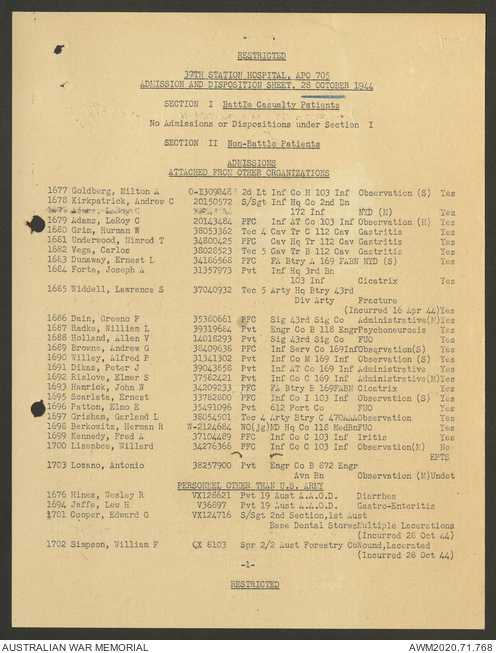 RESTRICTED
37TH STATION HOSPITAL, APO 705
ADMISSION AND DISPOSITION SHEET, 28 OCTOBER 1944
SECTION I Battle Casualty Patients
No Admissions or Dispositions under Section I
SECTION II Non-Battle Patients
ADMISSIONS
ATTACHED FROM OTHER ORGANIZATIONS
1677 Goldberg, Milton A O-1309248 2d Lt Inf Co H 103 Inf Observation (S) Yes
1678 Kirkpatrick, Andrew C 20150572 S/Sgt Inf Hq Co 2nd Bn
172 Inf NYD (M) Yes
1679 Adams, LeRoy C 20143484 PFC Inf AT Co 103 Inf Observation (M) Yes
1680 Grin, Hurman W 38053362 Tec 4 Cav Tr C 112 Cav Gastritis Yes
1681 Underwood, Nimrod T 34800425 PFC Cav Tr C 112 Cav Gastritis Yes
1682 Vega, Carlos 38028523 Tec 5 Cav Tr B 112 Cav Gastritis Yes
1683 Dunaway, Ernest L 34186568 PFC FA Btry A 169 FABN NYD (S) Yes
1684 Forte, Joseph A 31357973 Pvt Inf Hq 3rd Bn
103 Inf Cicatrix Yes
1685 Widdell, Lawrence S 37040932 Tec 5 Arty Hq Btry 43rd
Div Arty Fracture
(Incurred 16 Apr 44)Yes
1686 Dain, Greeno P 35380661 PFC Sig 43rd Sig Co Administrative(M)Yes
1687 Radke, William L 39319684 Pvt Engr Co B 118 EngrPsychoneurosis Yes
1688 Holland, Allen V 14018293 Pvt Sig 43rd Sig Co FUO Yes
1689 Browne, Andrew G 38409638 PFC Inf Serv Co 169InfObservation(S) Yes
1690 Willey, Alfred P 31341302 Pvt Inf Co M 169 Inf Observation (S) Yes
1691 Dikas, Peter J 39043858 Pvt Inf AT Co 169 Inf Administrative Yes
1692 Rislove, Elmer S 37582421 Pvt Inf Co C 169 Inf Administrative(M)Yes
1693 Hamrick, John W 34209233 PFC FA Btry B 169FABN Cicatrix Yes
1695 Scarlata, Ernest 33782800 PFC Inf Co I 103 Inf Observation (S) Yes
1696 Patton, Elmo E 35491096 Pvt 612 Port Co FUO Yes
1697 Grisham, Garland L 38054501 Tec 4 Arty Btry C 470AAAObservation Yes
1698 Berkowitz, Herman R W-2124684 WO(jg)MD Hq Co 118 MedBnFUO Yes
1699 Kennedy, Fred A 37104489 PFC Inf Co C 103 Inf Iritis Yes
1700 Lisenbee, Willard 34276366 PFC Inf Co C 103 Inf Observation (M) No
EPTS
1703 Lozano, Antonio 38257900 Pvt Engr Co B 872 Engr
Avn Bn Observation (M)Undet
PERSONNEL OTHER THAN U.S. ARMY
1676 Hines, Wesley R VX128621 Pvt 19 Aust A.A.O.D. Diarrhea
1694 Jaffe, Lew H V36897 Pvt 19 Aust A.A.O.D. Gastro-Enteritis
1701 Cooper, Edward G VX124716 S/Sgt 2nd Section,1st Aust
Base Dental StoresMultiple Lacerations
(Incurred 28 Oct 44)
1702 Simpson, William F QX 8103 Spr 2/2 Aust Forestry CoWound,Lacerated
(Incurred 28 Oct 44)
-1-
RESTRICTED
AUSTRALIAN WAR MEMORIAL AWM2020.71.768